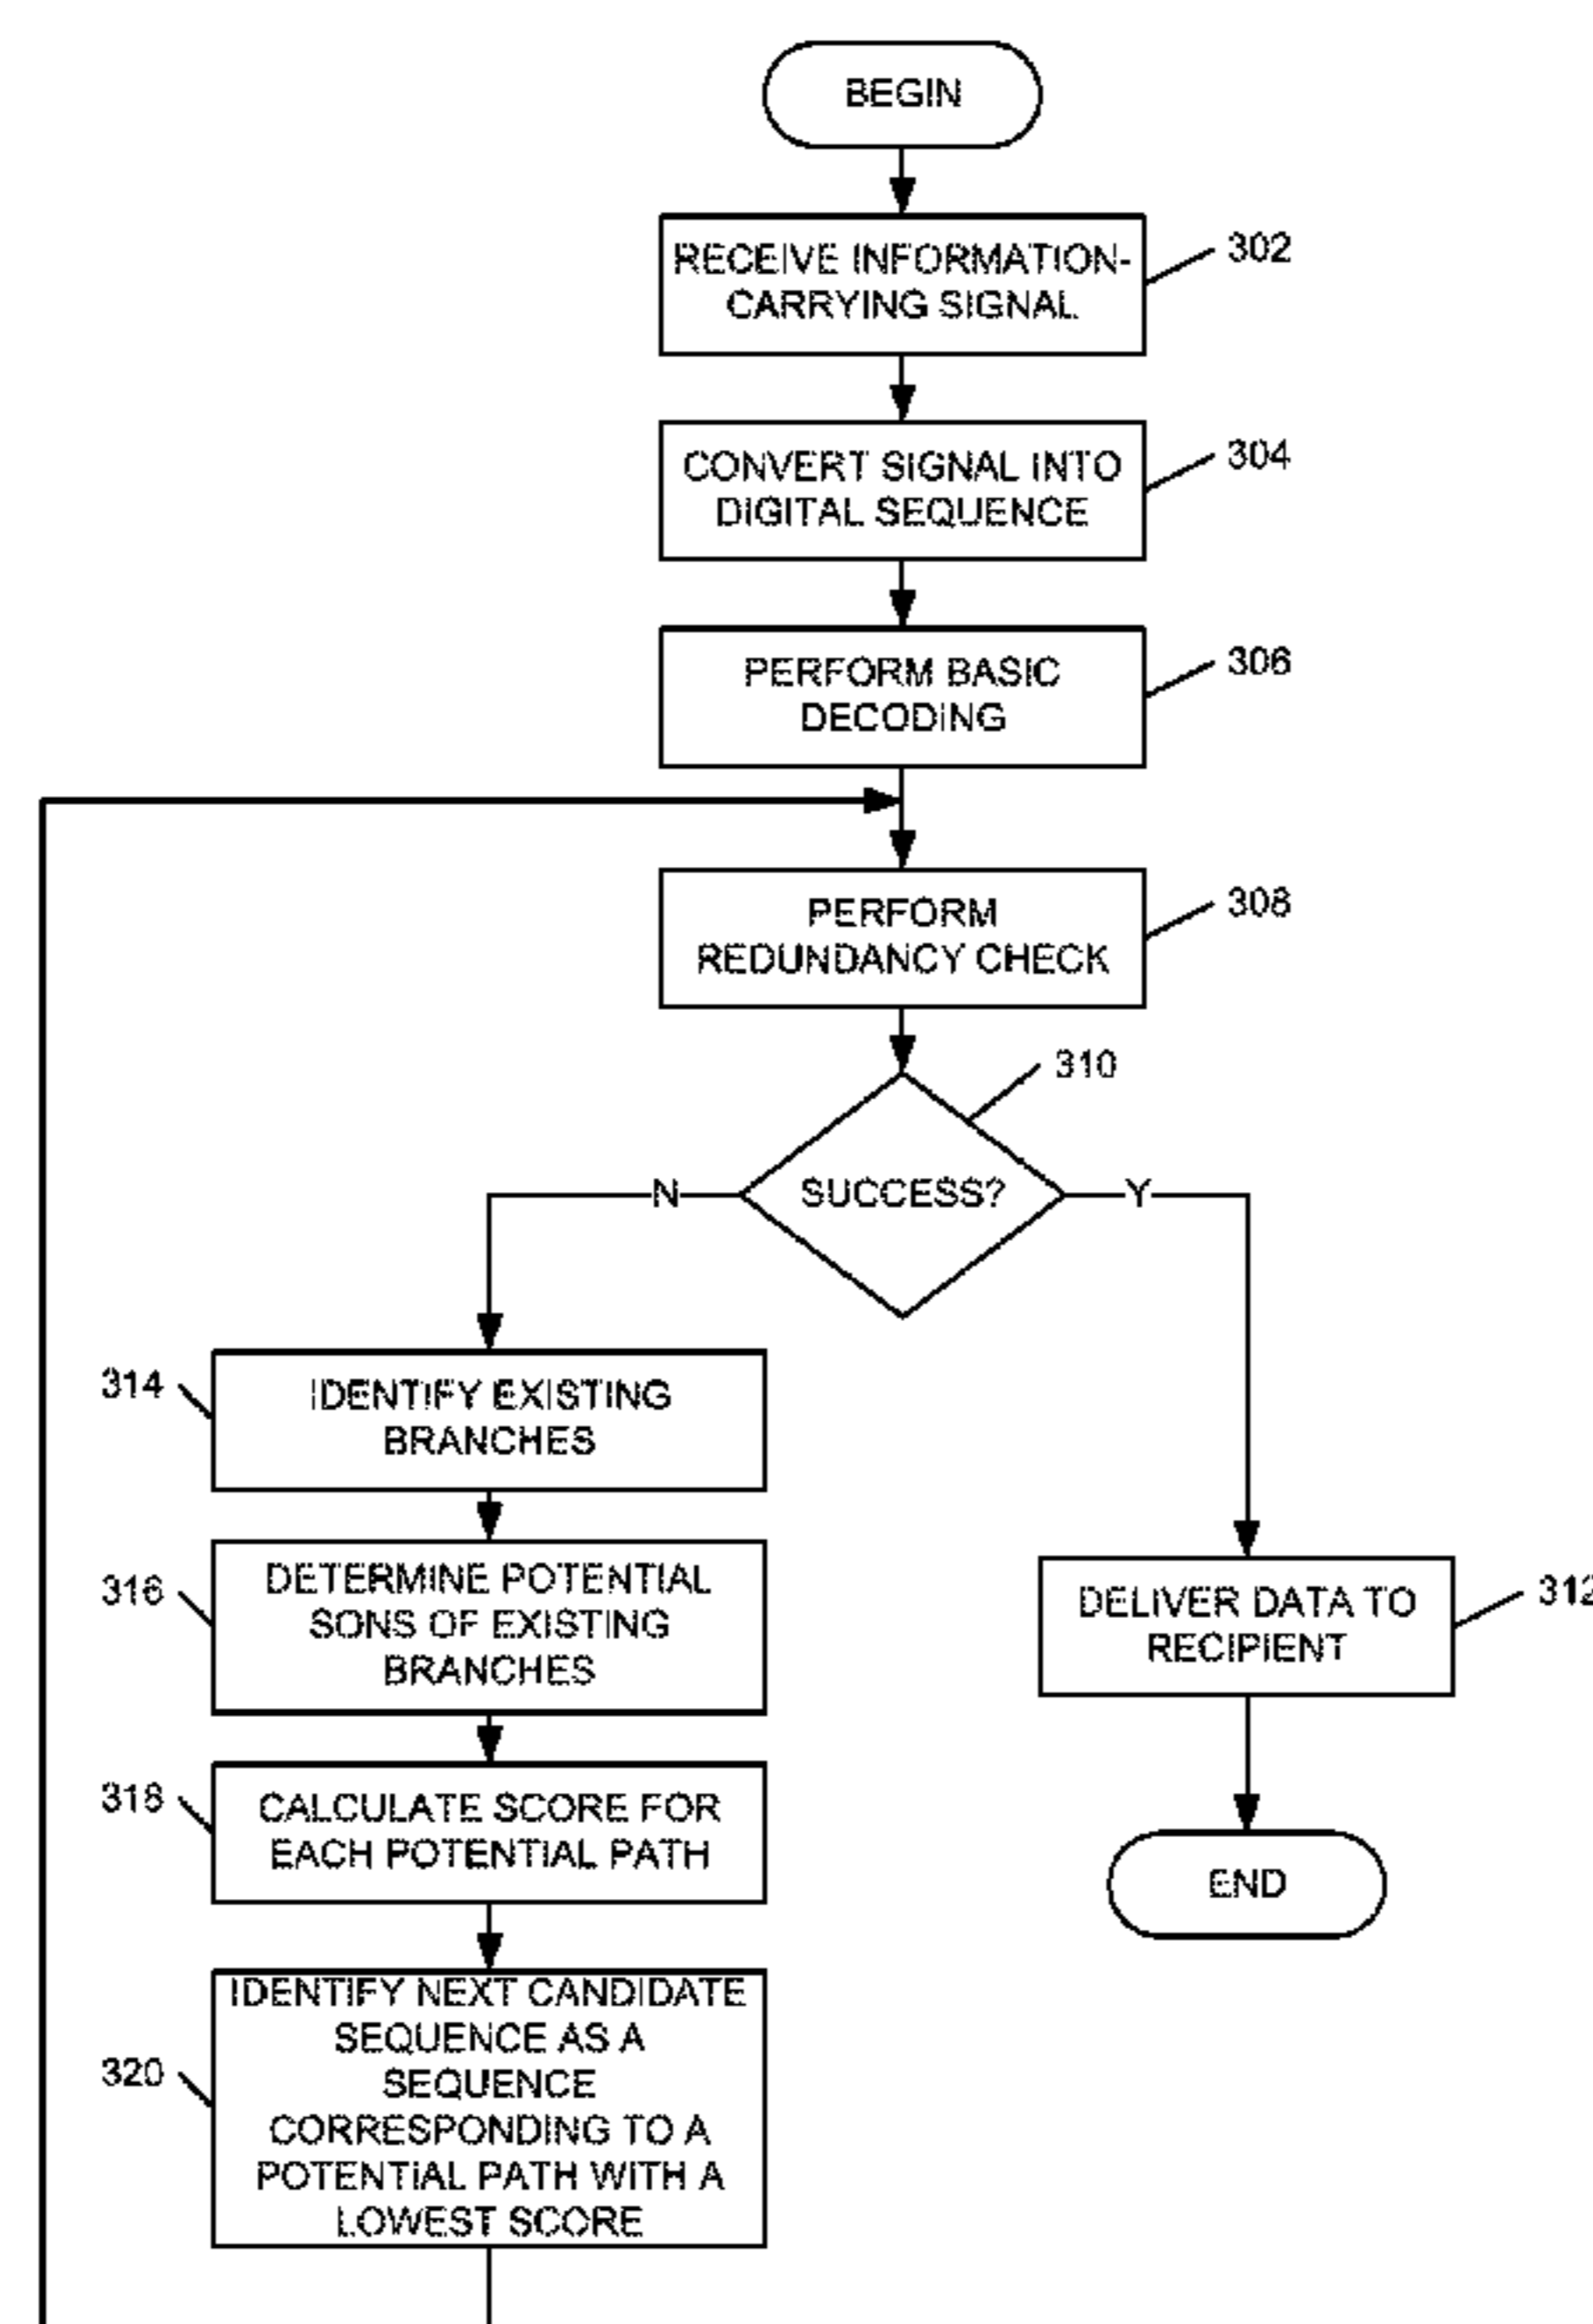 BEGIN
RECEIVE INFORMATION-
CARRYING SIGNAL
302
CONVERT SIGNAL INTO
DIGITAL SEQUENCE
304
PERFORM BASIC
DECODING
306
PERFORM
REDUNDANCY CHECK
308
310
SUCCESS?
N
Y
314
IDENTIFY EXISTING
BRANCHES
316
DETERMINE POTENTIAL
SONS OF EXISTING
BRANCHES
DELIVER DATA TO
RECIPIENT
312
318
CALCULATE SCORE FOR
EACH POTENTIAL PATH
END
320
IDENTIFY NEXT CANDIDATE
SEQUENCE AS A
SEQUENCE
CORRESPONDING TO A
POTENTIAL PATH WITH A
LOWEST SCORE